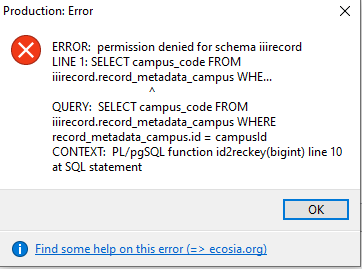 Production: Error
ERROR:  permission denied for schema iiirecord
LINE 1: SELECT campus_code FROM
iiirecord.record_metadata_campus WHE...
^
QUERY:  SELECT campus_code FROM
iiirecord.record_metadata_campus WHERE
record_metadata_campus.id = campusId
CONTEXT:  PL/pgSQL function id2reckey(bigint) line 10
at SQL statement
OK
Find some help on this error (=> ecosia.org)